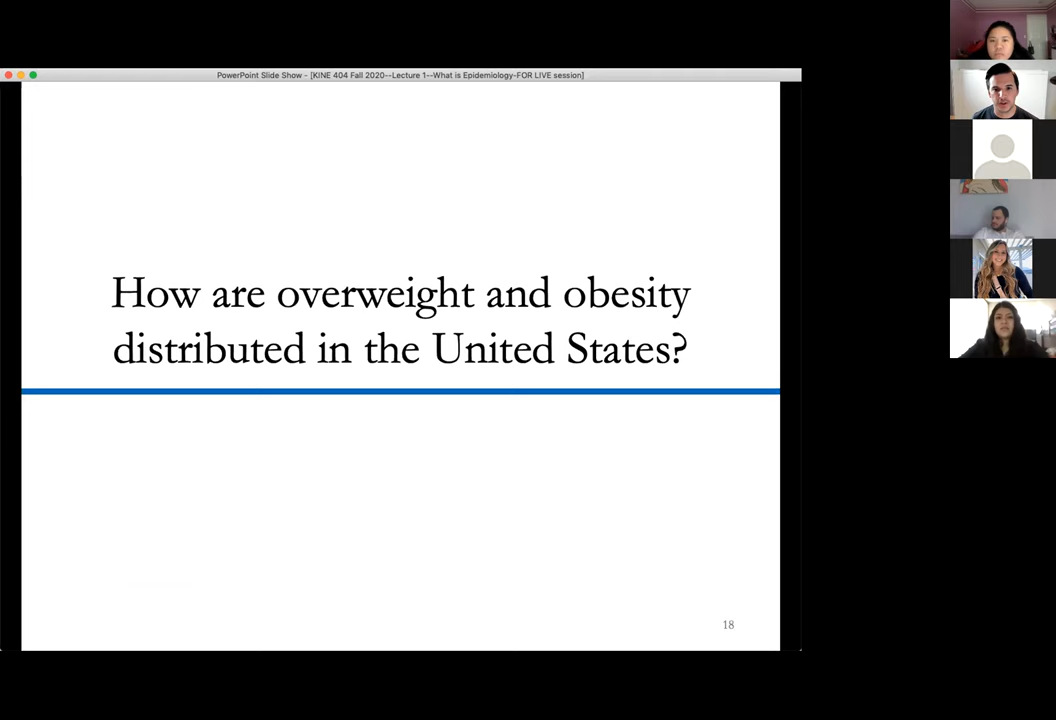 PowerPoint Slide Show - [KINE 404 Fall 2020--Lecture 1--What is Epidemiology-FOR LIVE session]
How are overweight and obesity
distributed in the United States?
18